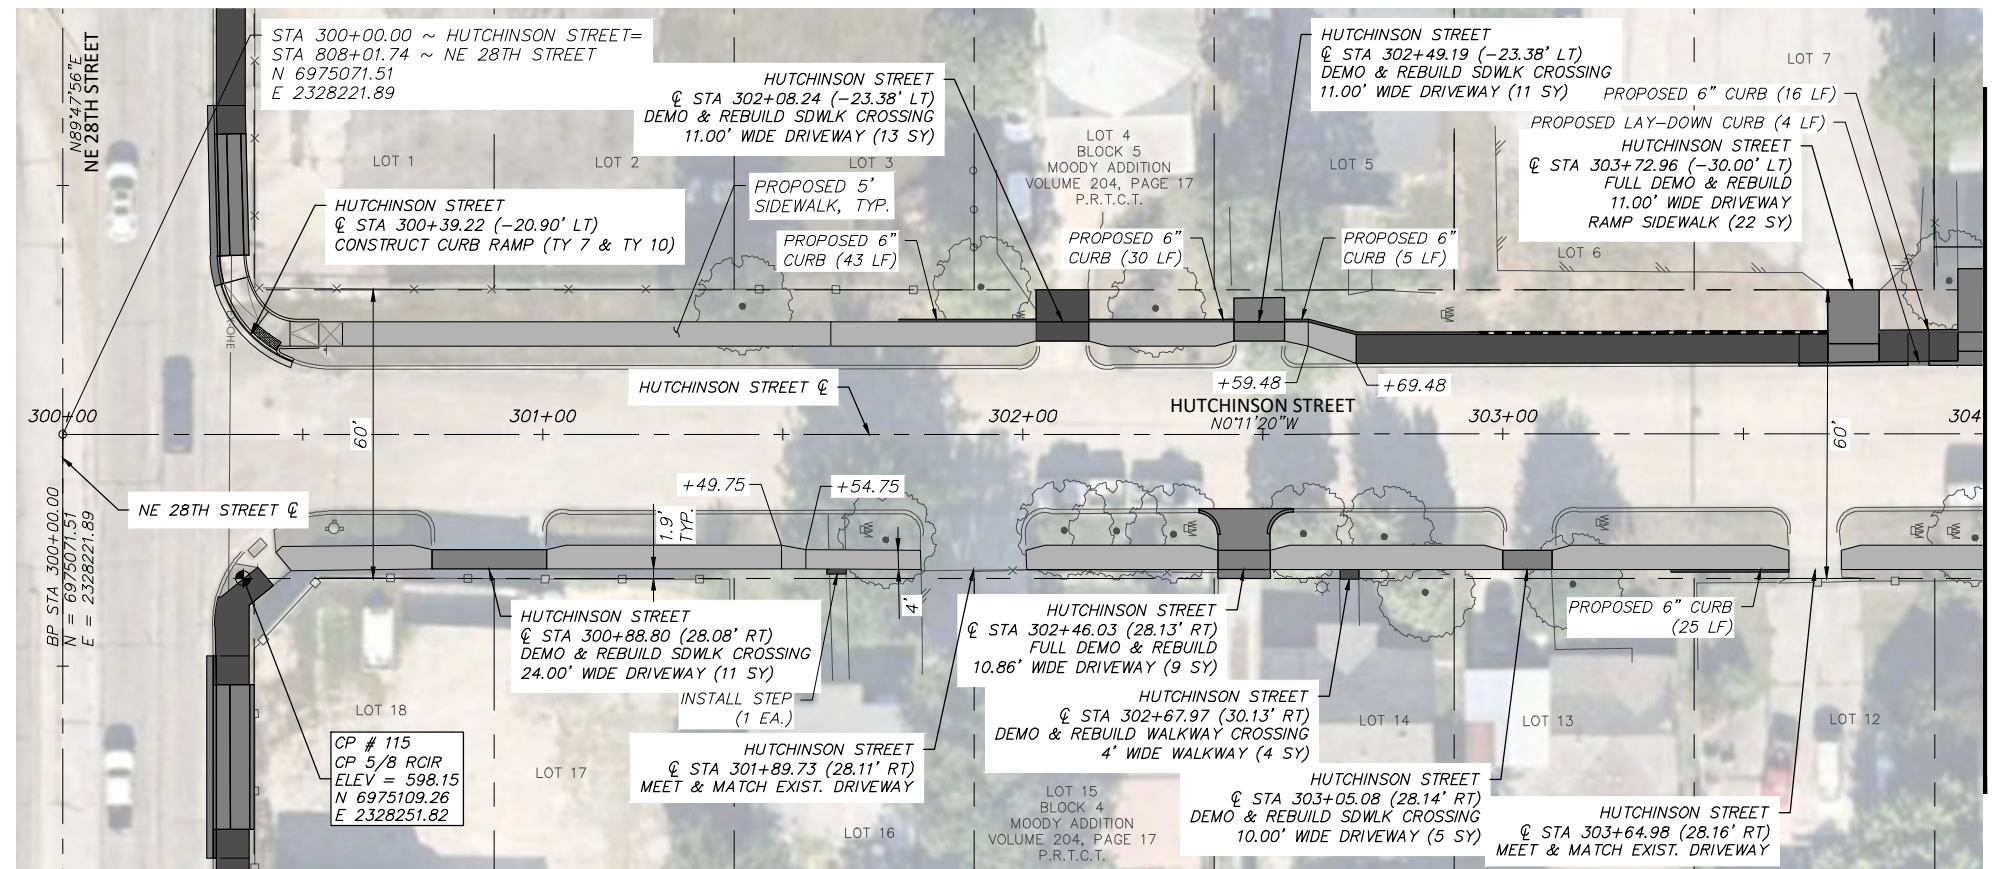 STA 300+00.00 ~ HUTCHINSON STREET=
STA 808+01.74 ~ NE 28TH STREET
N 6975071.51
E 2328221.89
N89°47'56"E
NE 28TH STREET
HUTCHINSON STREET
℄ STA 302+08.24 (-23.38' LT)
DEMO & REBUILD SDWLK CROSSING
11.00' WIDE DRIVEWAY (13 SY)
HUTCHINSON STREET
℄ STA 302+49.19 (-23.38' LT)
DEMO & REBUILD SDWLK CROSSING
11.00' WIDE DRIVEWAY (11 SY)
LOT 7
PROPOSED 6" CURB (16 LF)
PROPOSED LAY-DOWN CURB (4 LF)
HUTCHINSON STREET
℄ STA 303+72.96 (-30.00' LT)
FULL DEMO & REBUILD
11.00' WIDE DRIVEWAY
RAMP SIDEWALK (22 SY)
LOT 1
LOT 2
LOT 3
LOT 4
BLOCK 5
MOODY ADDITION
VOLUME 204, PAGE 17
P.R.T.C.T.
LOT 5
LOT 6
HUTCHINSON STREET
℄ STA 300+39.22 (-20.90' LT)
CONSTRUCT CURB RAMP (TY 7 & TY 10)
PROPOSED 5'
SIDEWALK, TYP.
PROPOSED 6"
CURB (43 LF)
PROPOSED 6"
CURB (30 LF)
PROPOSED 6"
CURB (5 LF)
WM
WM
+59.48
+69.48
HUTCHINSON STREET ℄
300+00
301+00
302+00
HUTCHINSON STREET
N0°11'20"W
303+00
304
60'
60'
NE 28TH STREET ℄
BP STA 300+00.00
N = 6975071.51
E = 2328221.89
+49.75
+54.75
1.9'
TYP.
4'
WM
WM
WM
WM
WM
HUTCHINSON STREET
℄ STA 300+88.80 (28.08' RT)
DEMO & REBUILD SDWLK CROSSING
24.00' WIDE DRIVEWAY (11 SY)
INSTALL STEP
(1 EA.)
HUTCHINSON STREET
℄ STA 302+46.03 (28.13' RT)
FULL DEMO & REBUILD
10.86' WIDE DRIVEWAY (9 SY)
PROPOSED 6" CURB
(25 LF)
HUTCHINSON STREET
℄ STA 302+67.97 (30.13' RT)
DEMO & REBUILD WALKWAY CROSSING
4' WIDE WALKWAY (4 SY)
LOT 18
LOT 17
LOT 16
LOT 14
LOT 13
LOT 12
CP # 115
CP 5/8 RCIR
ELEV = 598.15
N 6975109.26
E 2328251.82
HUTCHINSON STREET
℄ STA 301+89.73 (28.11' RT)
MEET & MATCH EXIST. DRIVEWAY
LOT 15
BLOCK 4
MOODY ADDITION
VOLUME 204, PAGE 17
P.R.T.C.T.
HUTCHINSON STREET
℄ STA 303+05.08 (28.14' RT)
DEMO & REBUILD SDWLK CROSSING
10.00' WIDE DRIVEWAY (5 SY)
HUTCHINSON STREET
℄ STA 303+64.98 (28.16' RT)
MEET & MATCH EXIST. DRIVEWAY